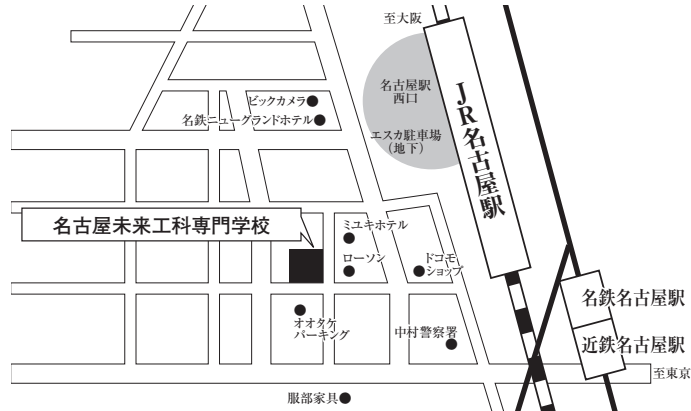 至大阪
名古屋駅
西口
エスカ駐車場
(地下)
JR名古屋駅
ビックカメラ
名鉄ニューグランドホテル
名古屋未来工科専門学校
ミユキホテル
ローソン
ドコモ
ショップ
オオタケ
パーキング
中村警察署
名鉄名古屋駅
近鉄名古屋駅
至東京
服部家具